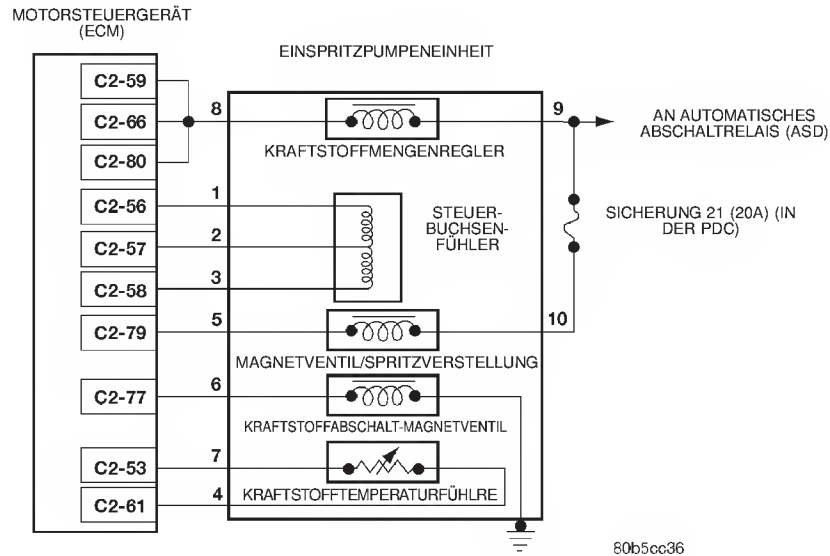 MOTORSTEUERGERÄT
(ECM)
EINSPRITZPUMPENEINHEIT
C2-59
C2-66
C2-80
C2-56
C2-57
C2-58
C2-79
C2-77
C2-53
C2-61
8
1
2
3
5
6
7
4
9
10
KRAFTSTOFFMENGENREGLER
STEUER-
BUCHSEN-
FÜHLER
MAGNETVENTIL/SPRITZVERSTELLUNG
KRAFTSTOFFABSCHALT-MAGNETVENTIL
KRAFTSTOFFTEMPERATURFÜHLRE
AN AUTOMATISCHES
ABSCHALTRELAIS (ASD)
SICHERUNG 21 (20A) (IN
DER PDC)
80b5cc36